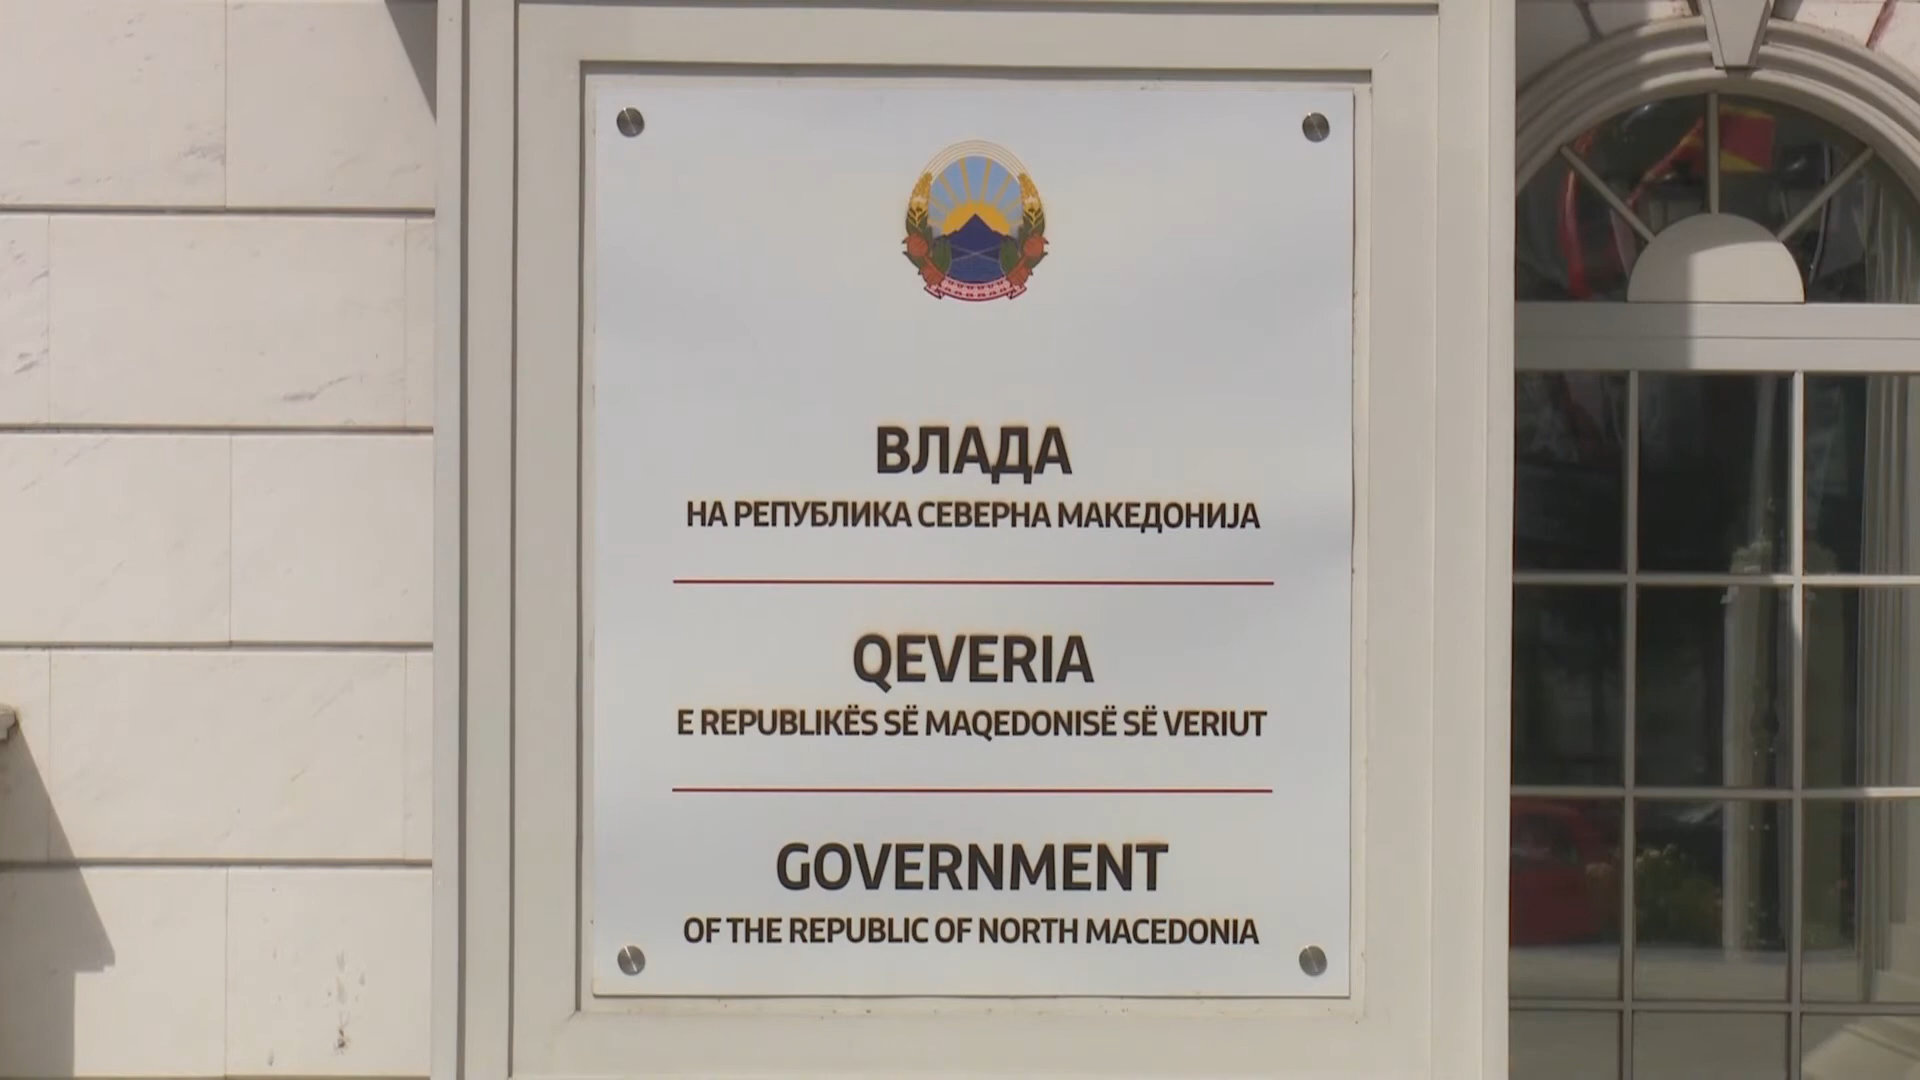 ВЛАДА
НА РЕПУБЛИКА СЕВЕРНА МАКЕДОНИЈА
QEVERIA
E REPUBLIKËS SË MAQEDONISË SË VERIUT
GOVERNMENT
OF THE REPUBLIC OF NORTH MACEDONIA